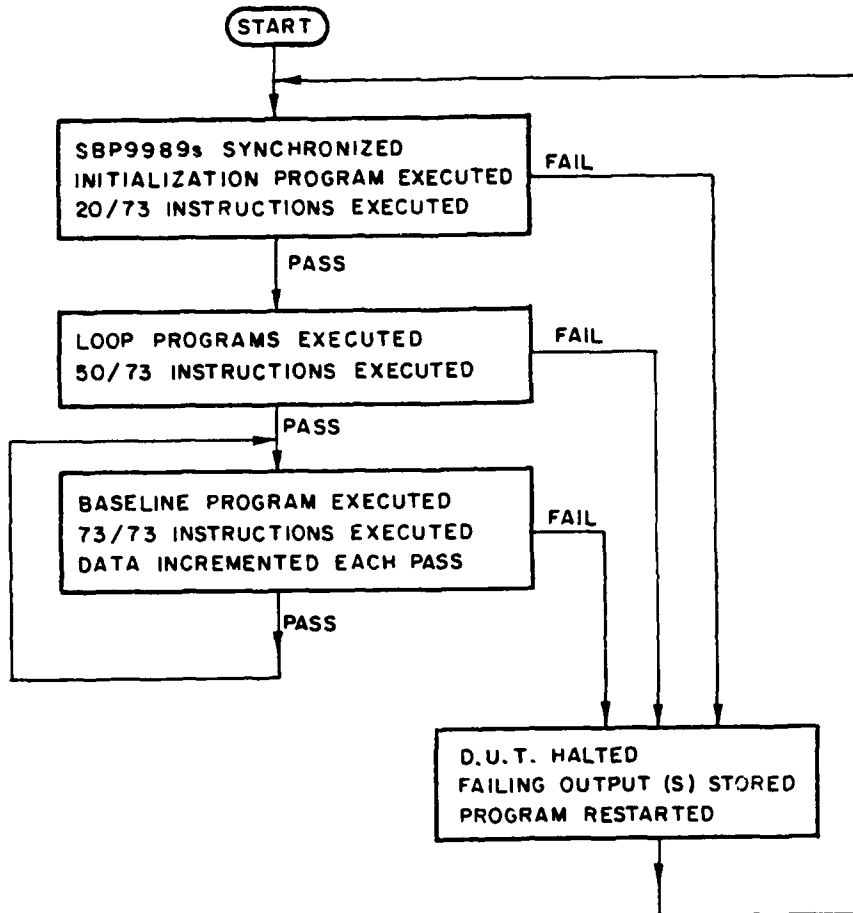 START
SBP9989s SYNCHRONIZED
INITIALIZATION PROGRAM EXECUTED
20/73 INSTRUCTIONS EXECUTED
FAIL
PASS
LOOP PROGRAMS EXECUTED
50/73 INSTRUCTIONS EXECUTED
FAIL
PASS
BASELINE PROGRAM EXECUTED
73/73 INSTRUCTIONS EXECUTED
DATA INCREMENTED EACH PASS
FAIL
PASS
D.U.T. HALTED
FAILING OUTPUT (S) STORED
PROGRAM RESTARTED